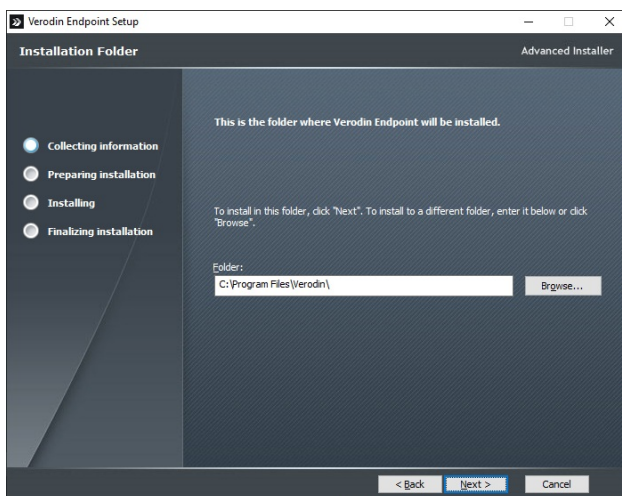 Verodin Endpoint Setup
Installation Folder
Advanced Installer
This is the folder where Verodin Endpoint will be installed.
Collecting information
Preparing installation
Installing
Finalizing installation
To install in this folder, click "Next". To install to a different folder, enter it below or click
"Browse".
Folder:
C:\Program Files\Verodin\
Browse...
< Back
Next >
Cancel